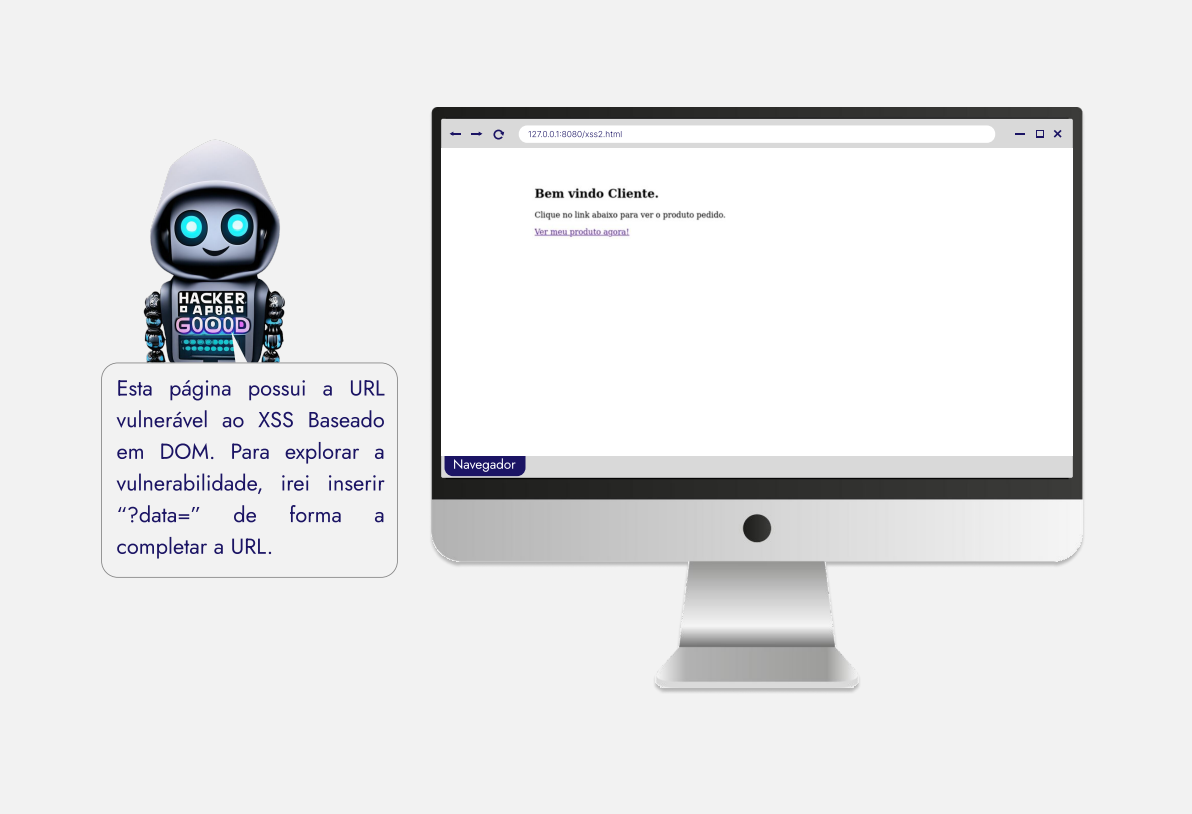 127.0.0.1:8080/xss2.html
Bem vindo Cliente.
Clique no link abaixo para ver o produto pedido.
Ver meu produto agora!
Navegador
HACKER
APBA
GOOOD
Esta página possui a URL
vulnerável ao XSS Baseado
em DOM. Para explorar a
vulnerabilidade, irei inserir
“?data=” de forma a
completar a URL.